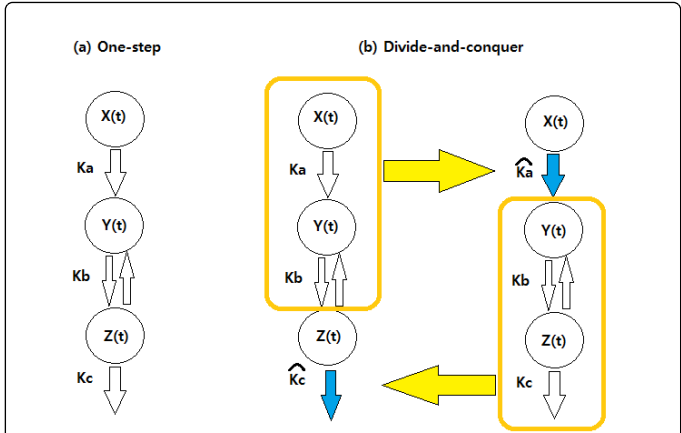 (a) One-step
(b) Divide-and-conquer
X(t)
Ka
Y(t)
Kb
Z(t)
Kc
X(t)
Ka
Y(t)
Kb
Z(t)
K̂c
X(t)
K̂a
Y(t)
Kb
Z(t)
Kc